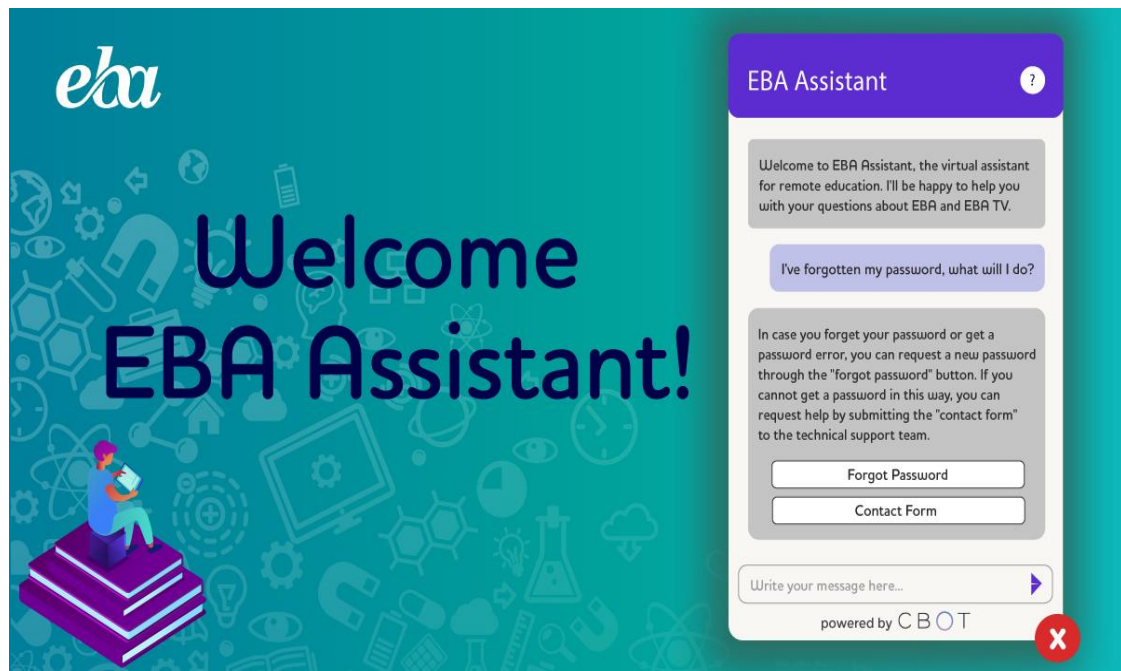 eba
Welcome
EBA Assistant!
EBA Assistant
?
Welcome to EBA Assistant, the virtual assistant
for remote education. I'll be happy to help you
with your questions about EBA and EBA TV.
I've forgotten my password, what will I do?
In case you forget your password or get a
password error, you can request a new password
through the "forgot password" button. If you
cannot get a password in this way, you can
request help by submitting the "contact form"
to the technical support team.
Forgot Password
Contact Form
Write your message here...
powered by CBOT
X